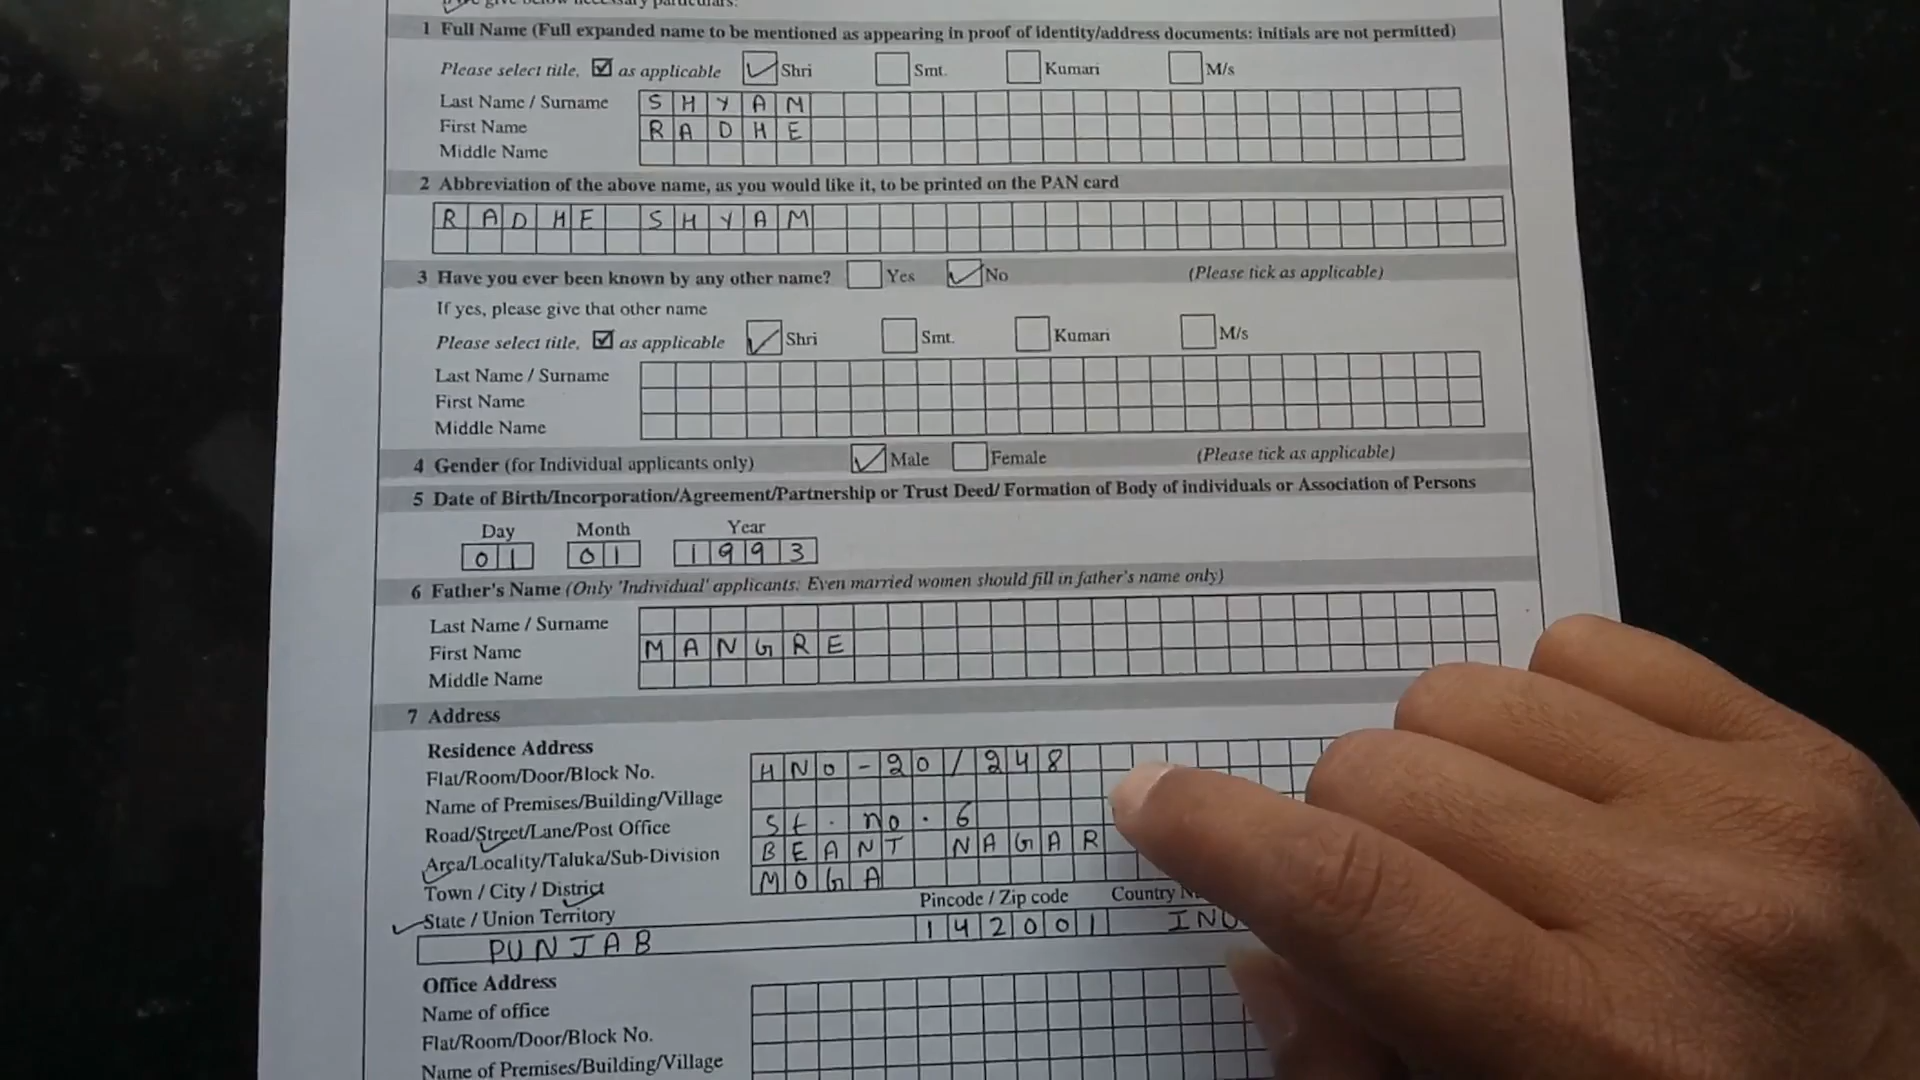 give below necessary particulars:
1 Full Name (Full expanded name to be mentioned as appearing in proof of identity/address documents: initials are not permitted)
Please select title, ☑ as applicable ✓ Shri Smt. Kumari M/s
Last Name / Surname SHYAM
First Name RADHE
Middle Name
2 Abbreviation of the above name, as you would like it, to be printed on the PAN card
RADHE SHYAM
3 Have you ever been known by any other name? Yes ✓ No (Please tick as applicable)
If yes, please give that other name
Please select title, ☑ as applicable ✓ Shri Smt. Kumari M/s
Last Name / Surname
First Name
Middle Name
4 Gender (for Individual applicants only) ✓ Male Female (Please tick as applicable)
5 Date of Birth/Incorporation/Agreement/Partnership or Trust Deed/ Formation of Body of individuals or Association of Persons
Day Month Year
01 01 1993
6 Father's Name (Only 'Individual' applicants: Even married women should fill in father's name only)
Last Name / Surname
First Name MANGRE
Middle Name
7 Address
Residence Address
Flat/Room/Door/Block No. HNO-20/248
Name of Premises/Building/Village
Road/Street/Lane/Post Office St. no. 6
Area/Locality/Taluka/Sub-Division BEANT NAGAR
Town / City / District MOGA
State / Union Territory Pincode / Zip code Country
PUNJAB 142001
Office Address
Name of office
Flat/Room/Door/Block No.
Name of Premises/Building/Village